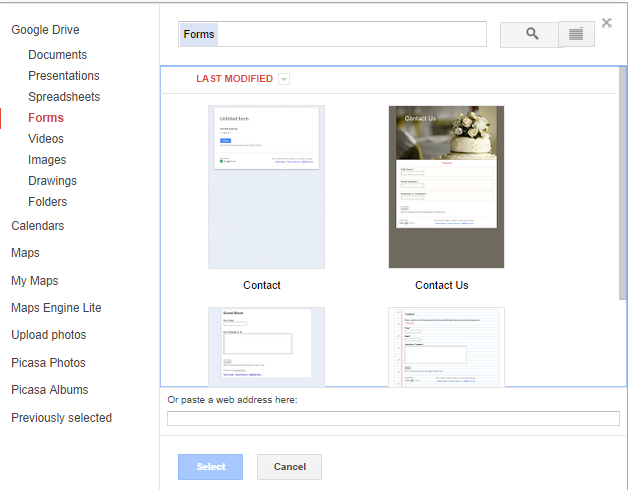 Google Drive
Documents
Presentations
Spreadsheets
Forms
Videos
Images
Drawings
Folders
Calendars
Maps
My Maps
Maps Engine Lite
Upload photos
Picasa Photos
Picasa Albums
Previously selected
Forms
LAST MODIFIED
Untitled form
Contact
Contact Us
Contact Us
Guest Book
Contact
Or paste a web address here:
Select
Cancel